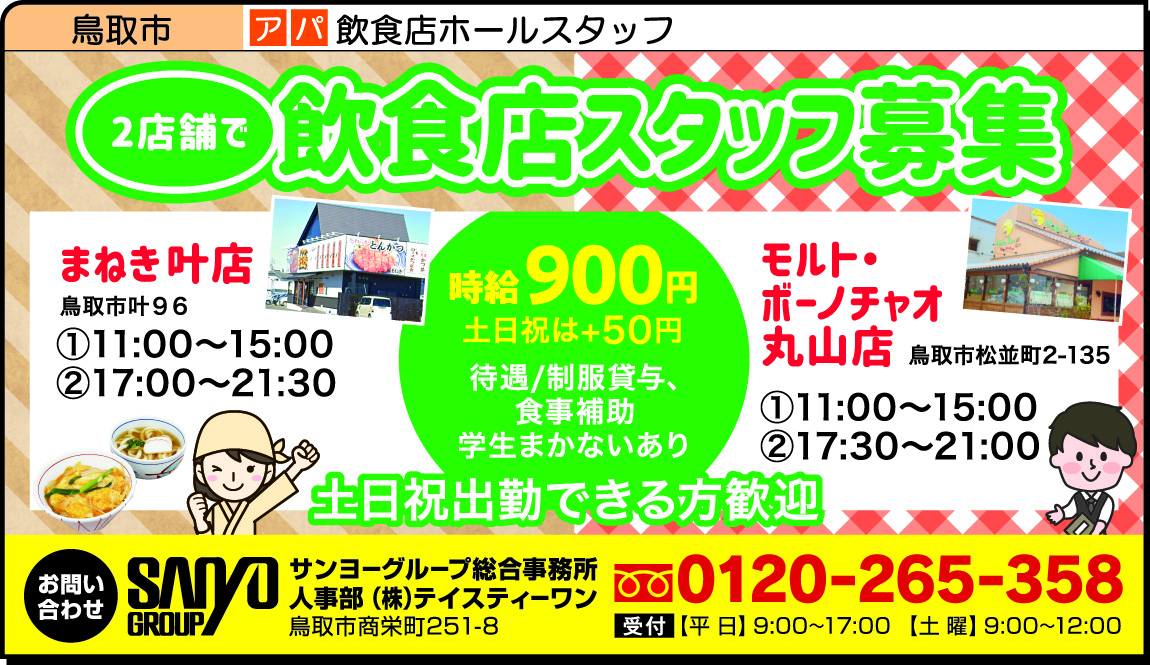 鳥取市 アパ 飲食店ホールスタッフ
2店舗で 飲食店スタッフ募集
まねき叶店
鳥取市叶96
①11:00〜15:00
②17:00〜21:30
とんかつ
時給900円
土日祝は+50円
待遇/制服貸与、
食事補助
学生まかないあり
モルト・
ボーノチャオ
丸山店 鳥取市松並町2-135
①11:00〜15:00
②17:30〜21:00
土日祝出勤できる方歓迎
お問い
合わせ
SANYO
GROUP
サンヨーグループ総合事務所
人事部(株)テイスティーワン
鳥取市商栄町251-8
0120-265-358
受付【平 日】9:00~17:00 【土 曜】9:00~12:00